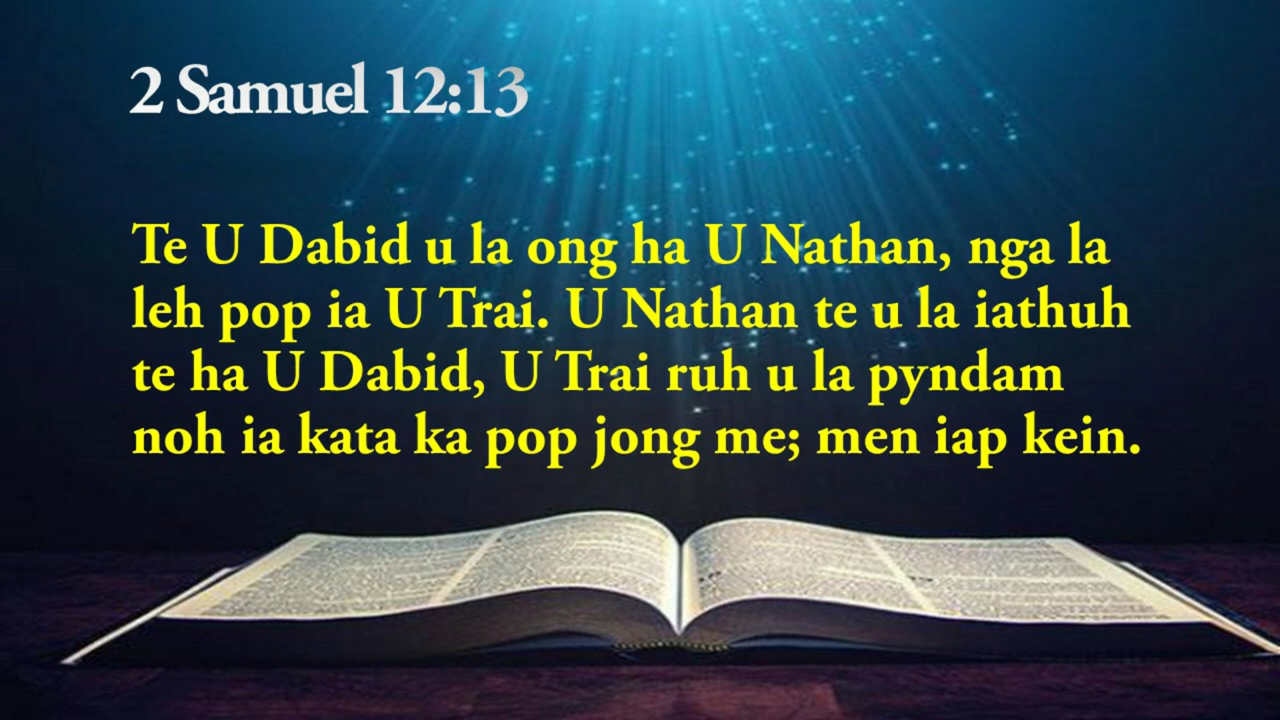 2 Samuel 12:13
Te U Dabid u la ong ha U Nathan, nga la
leh pop ia U Trai. U Nathan te u la iathuh
te ha U Dabid, U Trai ruh u la pyndam
noh ia kata ka pop jong me; men iap kein.